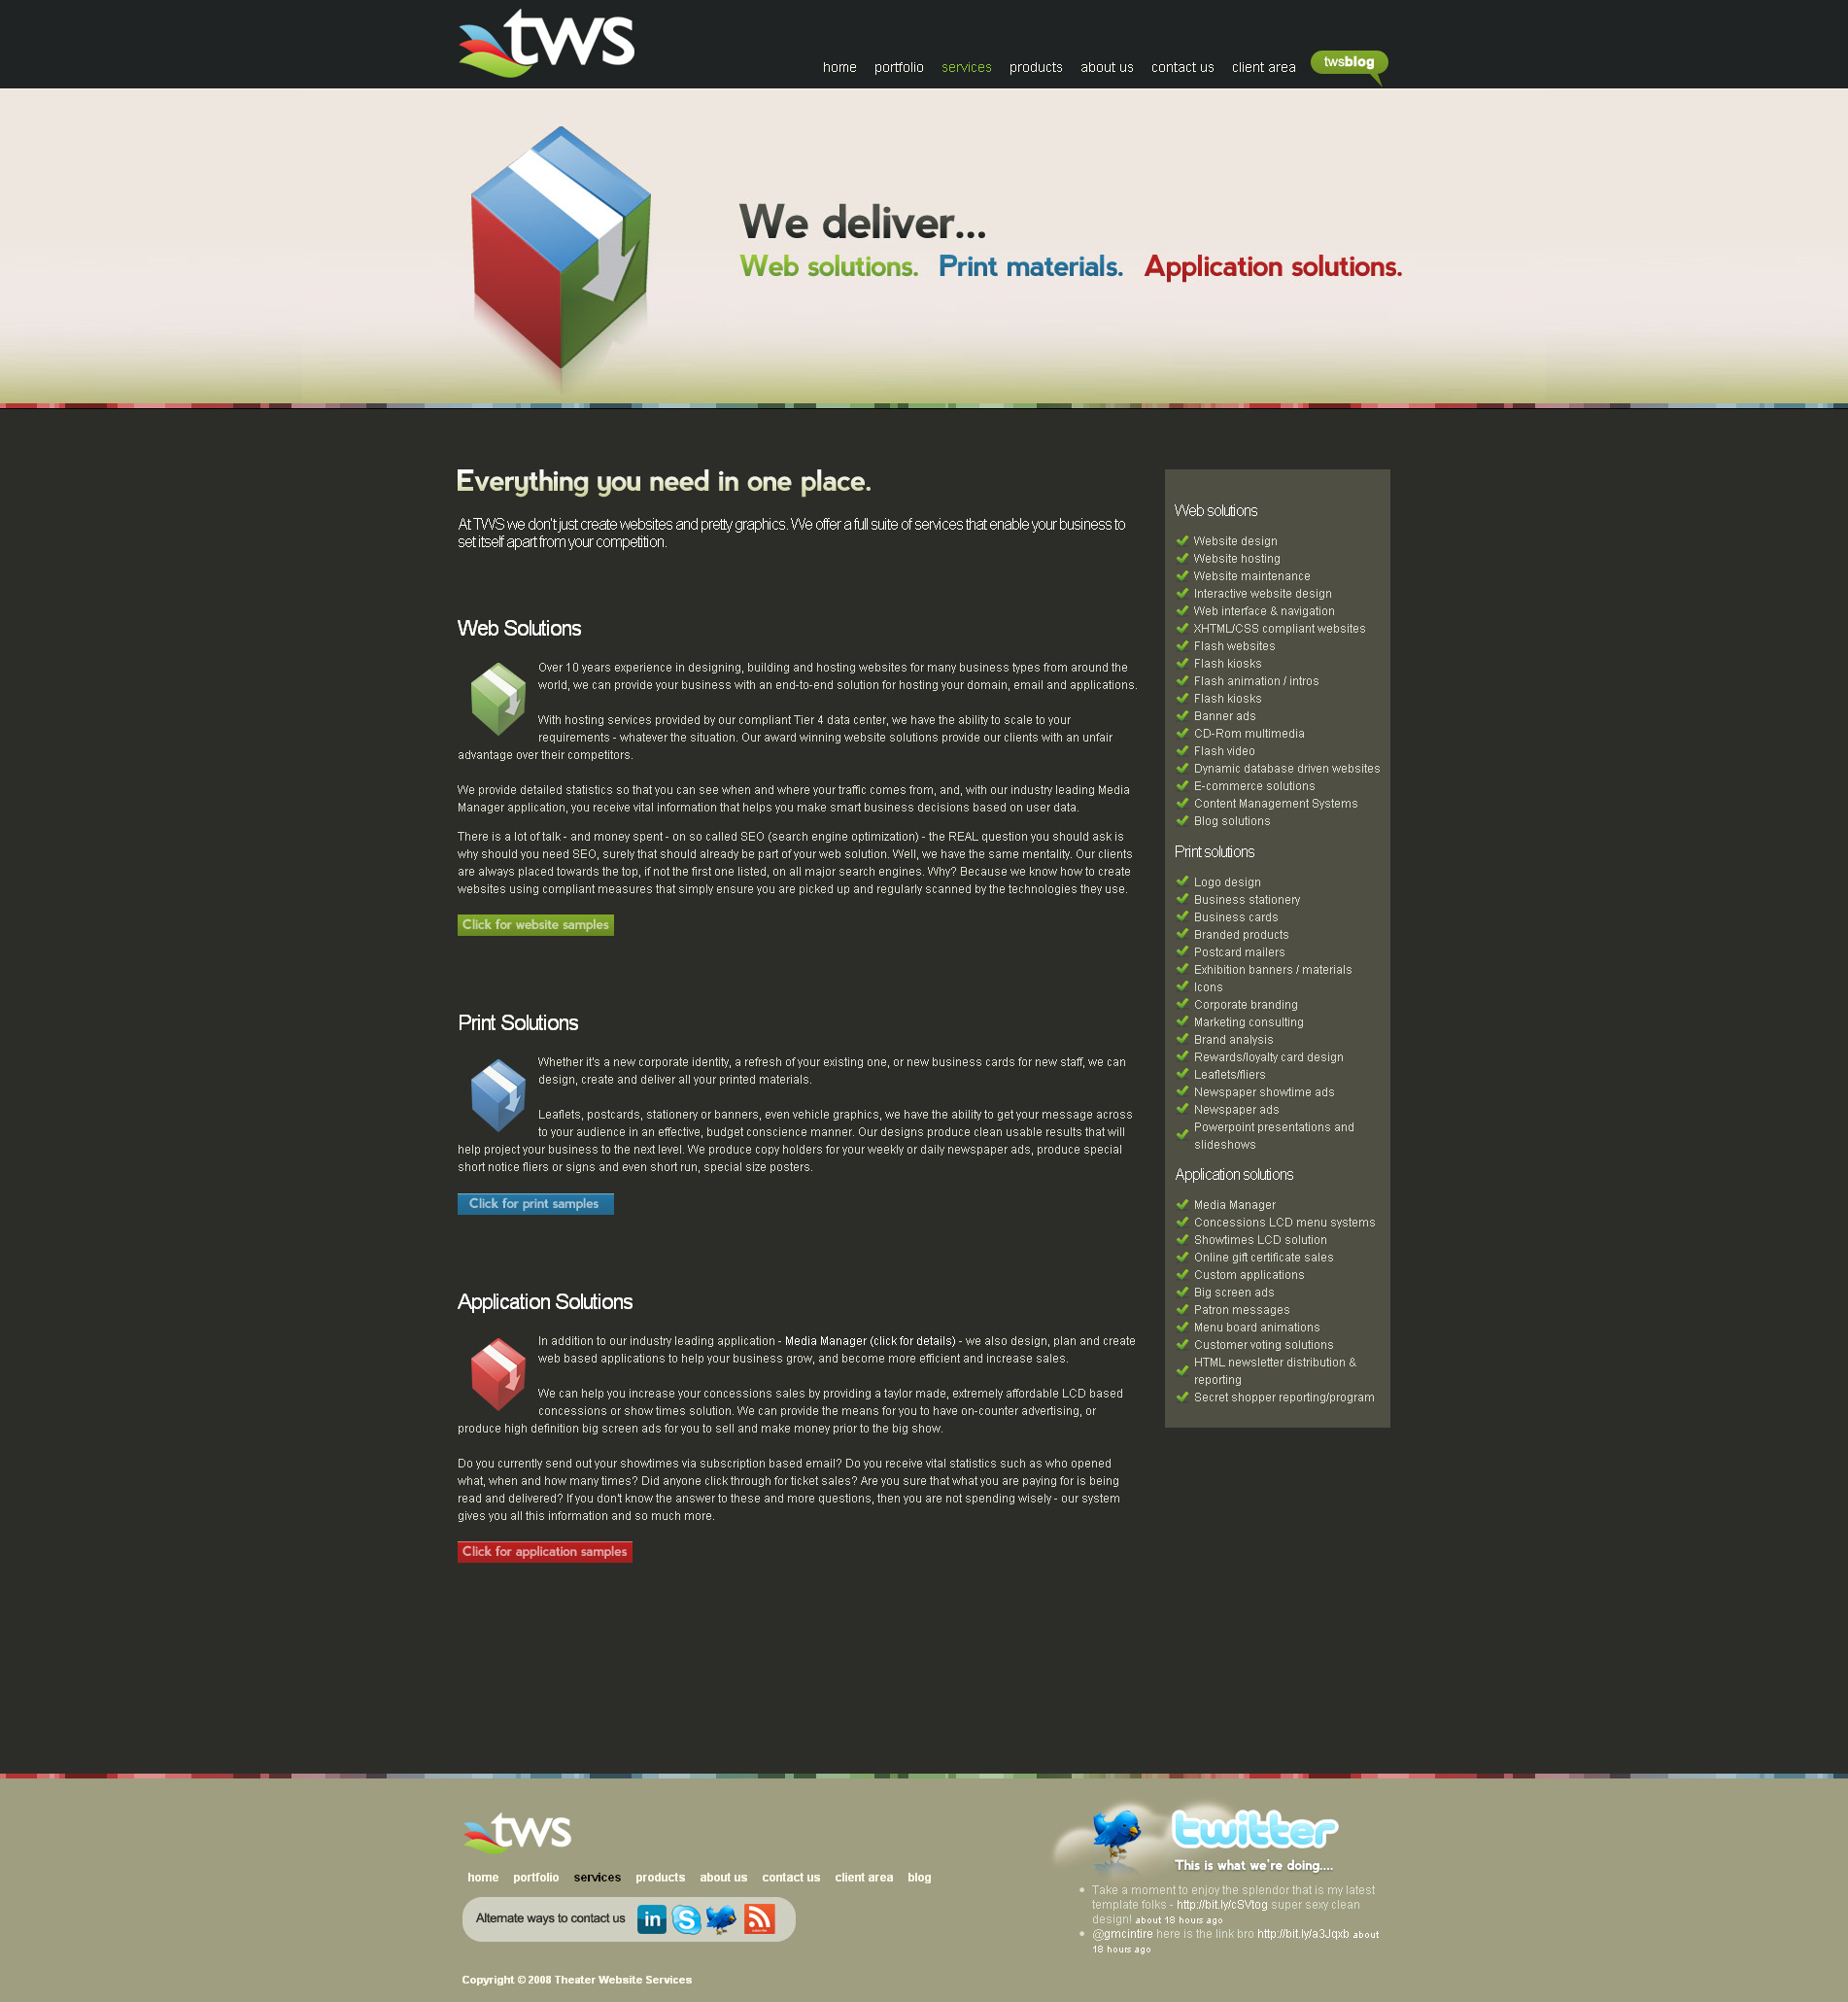 tws
home portfolio services products about us contact us client area twsblog
We deliver...
Web solutions. Print materials. Application solutions.
Everything you need in one place.
At TWS we don't just create websites and pretty graphics. We offer a full suite of services that enable your business to
set itself apart from your competition.
Web Solutions
Over 10 years experience in designing, building and hosting websites for many business types from around the
world, we can provide your business with an end-to-end solution for hosting your domain, email and applications.
With hosting services provided by our compliant Tier 4 data center, we have the ability to scale to your
requirements - whatever the situation. Our award winning website solutions provide our clients with an unfair
advantage over their competitors.
We provide detailed statistics so that you can see when and where your traffic comes from, and, with our industry leading Media
Manager application, you receive vital information that helps you make smart business decisions based on user data.
There is a lot of talk - and money spent - on so called SEO (search engine optimization) - the REAL question you should ask is
why should you need SEO, surely that should already be part of your web solution. Well, we have the same mentality. Our clients
are always placed towards the top, if not the first one listed, on all major search engines. Why? Because we know how to create
websites using compliant measures that simply ensure you are picked up and regularly scanned by the technologies they use.
Click for website samples
Print Solutions
Whether it's a new corporate identity, a refresh of your existing one, or new business cards for new staff, we can
design, create and deliver all your printed materials.
Leaflets, postcards, stationery or banners, even vehicle graphics, we have the ability to get your message across
to your audience in an effective, budget conscience manner. Our designs produce clean usable results that will
help project your business to the next level. We produce copy holders for your weekly or daily newspaper ads, produce special
short notice fliers or signs and even short run, special size posters.
Click for print samples
Application Solutions
In addition to our industry leading application - Media Manager (click for details) - we also design, plan and create
web based applications to help your business grow, and become more efficient and increase sales.
We can help you increase your concessions sales by providing a taylor made, extremely affordable LCD based
concessions or show times solution. We can provide the means for you to have on-counter advertising, or
produce high definition big screen ads for you to sell and make money prior to the big show.
Do you currently send out your showtimes via subscription based email? Do you receive vital statistics such as who opened
what, when and how many times? Did anyone click through for ticket sales? Are you sure that what you are paying for is being
read and delivered? If you don't know the answer to these and more questions, then you are not spending wisely - our system
gives you all this information and so much more.
Click for application samples
Web solutions
Website design
Website hosting
Website maintenance
Interactive website design
Web interface & navigation
XHTML/CSS compliant websites
Flash websites
Flash kiosks
Flash animation / intros
Flash kiosks
Banner ads
CD-Rom multimedia
Flash video
Dynamic database driven websites
E-commerce solutions
Content Management Systems
Blog solutions
Print solutions
Logo design
Business stationery
Business cards
Branded products
Postcard mailers
Exhibition banners / materials
Icons
Corporate branding
Marketing consulting
Brand analysis
Rewards/loyalty card design
Leaflets/fliers
Newspaper showtime ads
Newspaper ads
Powerpoint presentations and
slideshows
Application solutions
Media Manager
Concessions LCD menu systems
Showtimes LCD solution
Online gift certificate sales
Custom applications
Big screen ads
Patron messages
Menu board animations
Customer voting solutions
HTML newsletter distribution &
reporting
Secret shopper reporting/program
tws
home portfolio services products about us contact us client area blog
Alternate ways to contact us in S
Copyright © 2008 Theater Website Services
twitter
This is what we're doing....
Take a moment to enjoy the splendor that is my latest
template folks - http://bit.ly/cSVtog super sexy clean
design! about 18 hours ago
@gmcintire here is the link bro http://bit.ly/a3Jqxb about
18 hours ago